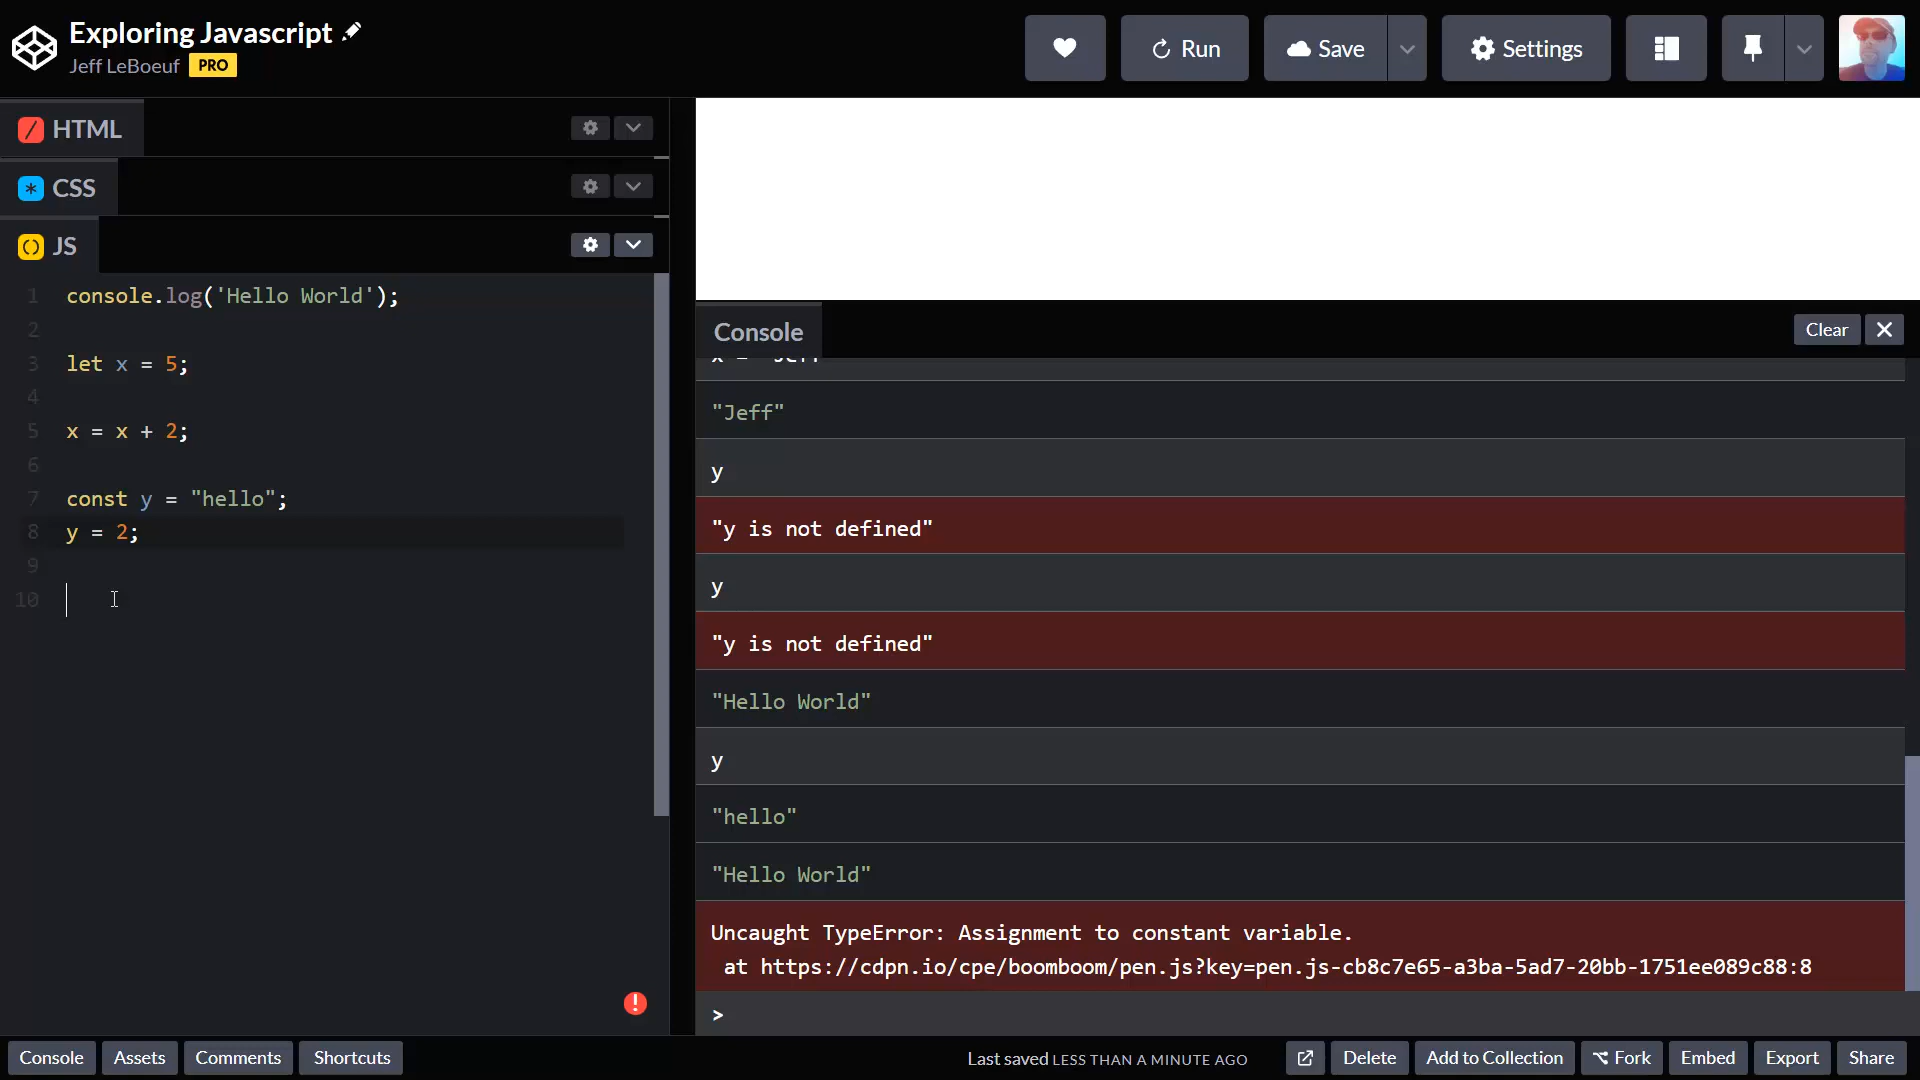 Exploring Javascript
Jeff LeBoeuf PRO
Run
Save
Settings
HTML
CSS
JS
1 console.log('Hello World');
2
3 let x = 5;
4
5 x = x + 2;
6
7 const y = "hello";
8 y = 2;
9
10
Console
Clear
"Jeff"
y
"y is not defined"
y
"y is not defined"
"Hello World"
y
"hello"
"Hello World"
Uncaught TypeError: Assignment to constant variable.
at https://cdpn.io/cpe/boomboom/pen.js?key=pen.js-cb8c7e65-a3ba-5ad7-20bb-1751ee089c88:8
>
Console Assets Comments Shortcuts
Last saved LESS THAN A MINUTE AGO
Delete Add to Collection Fork Embed Export Share